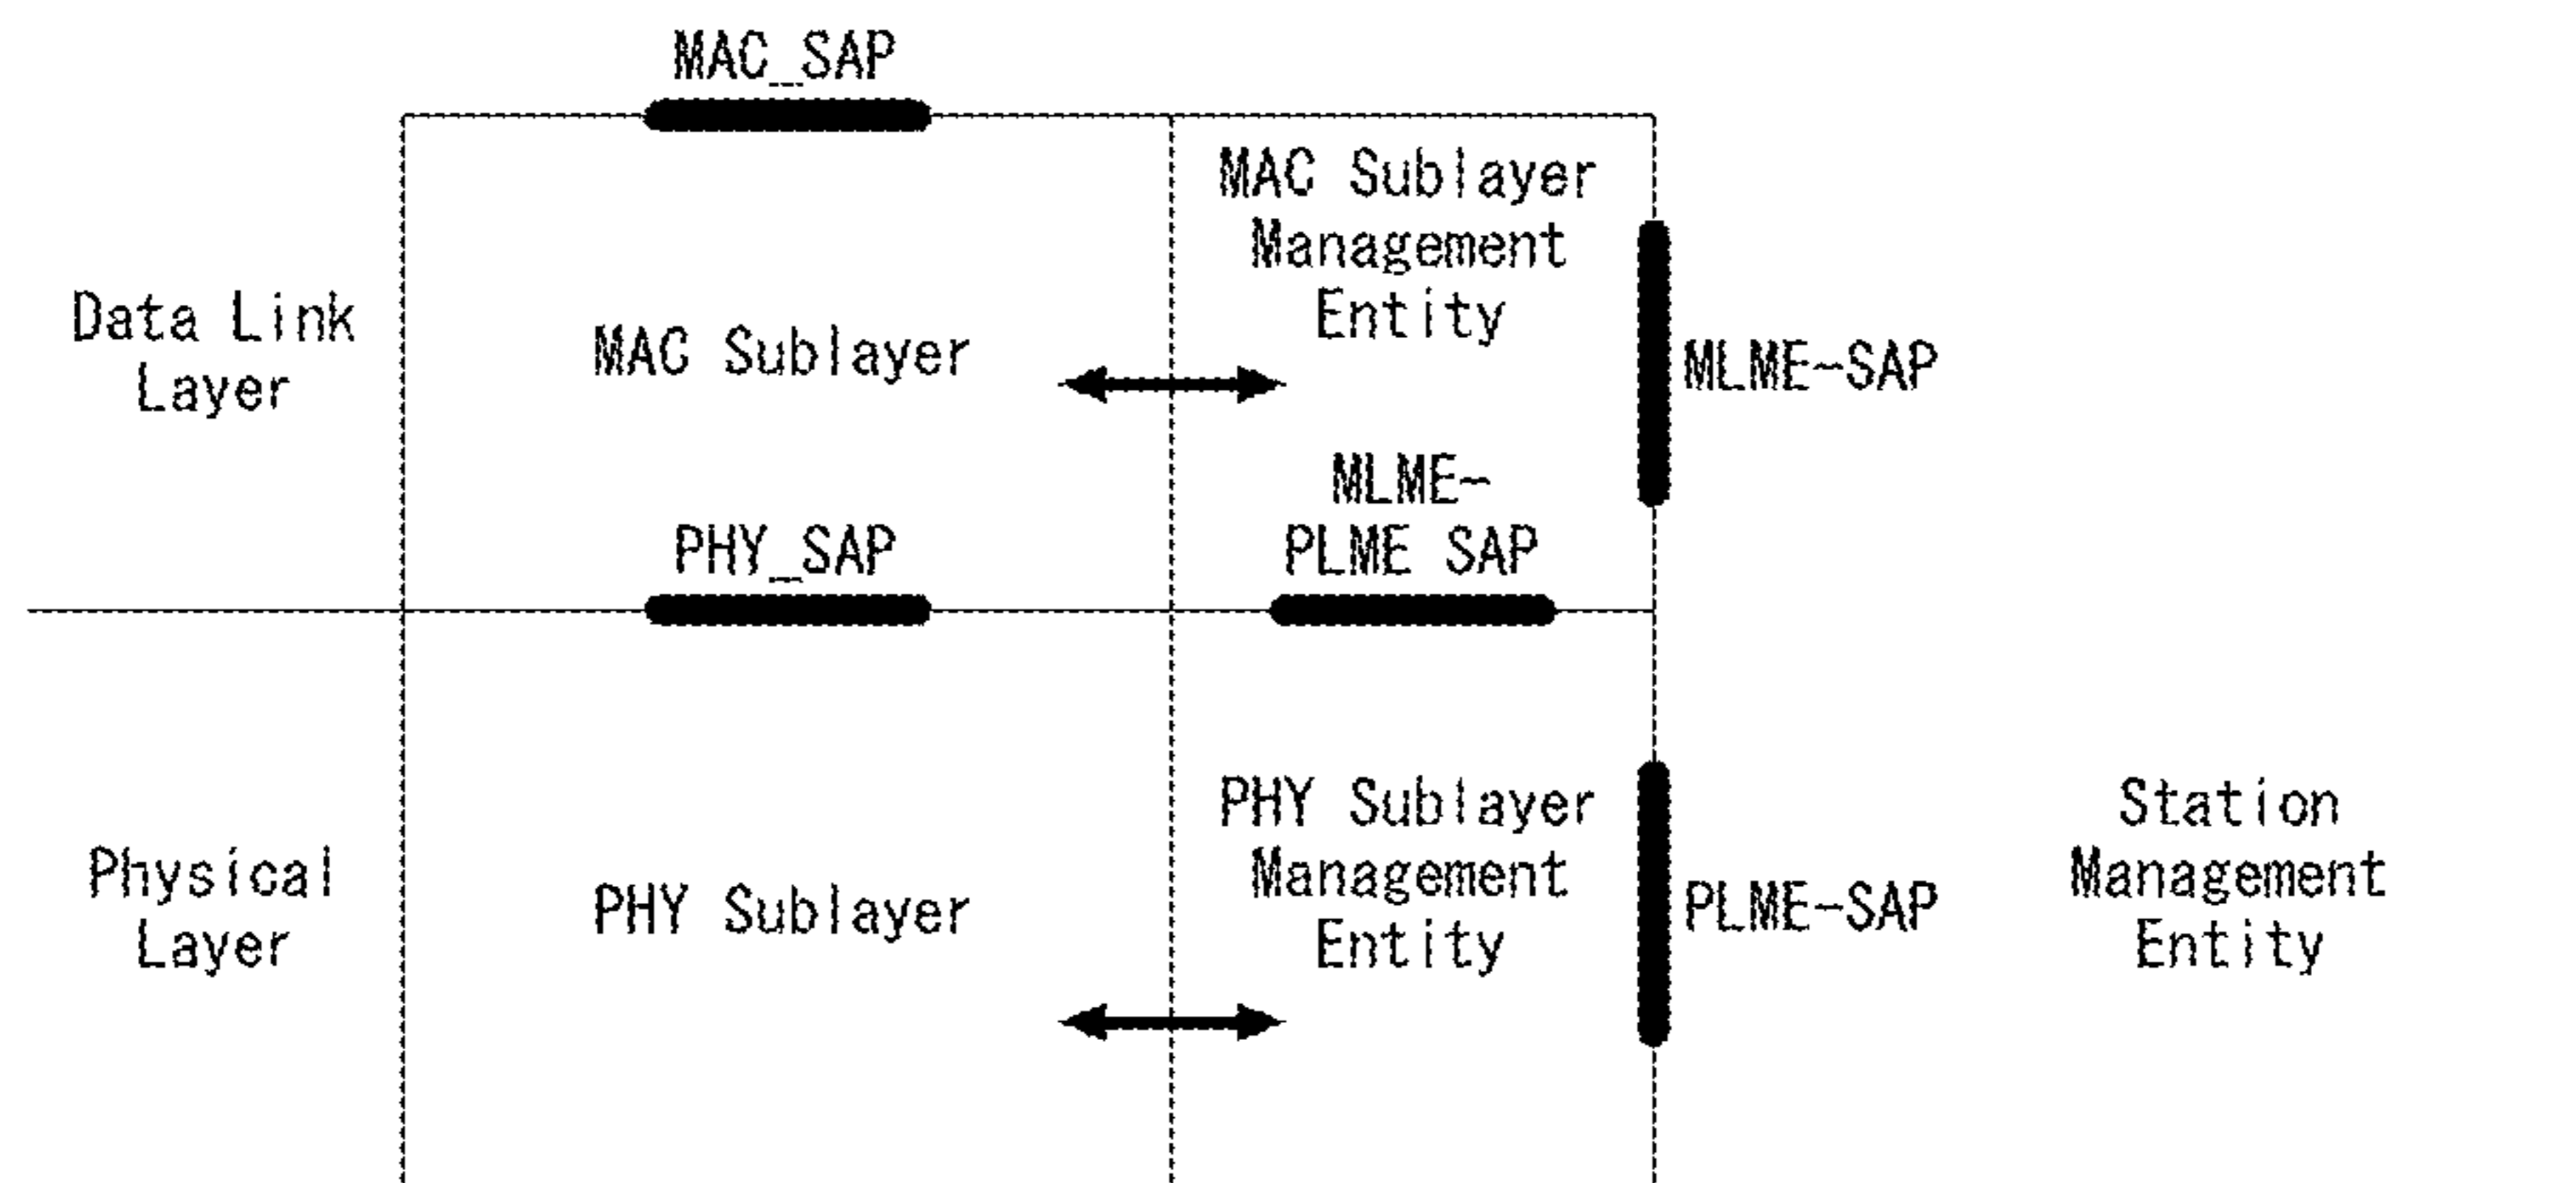 MAC_SAP
MAC Sublayer
Management
Entity
Data Link
Layer
MAC Sublayer
MLME-SAP
MLME-
PLME SAP
PHY_SAP
PHY Sublayer
Management
Entity
Physical
Layer
PHY Sublayer
PLME-SAP
Station
Management
Entity